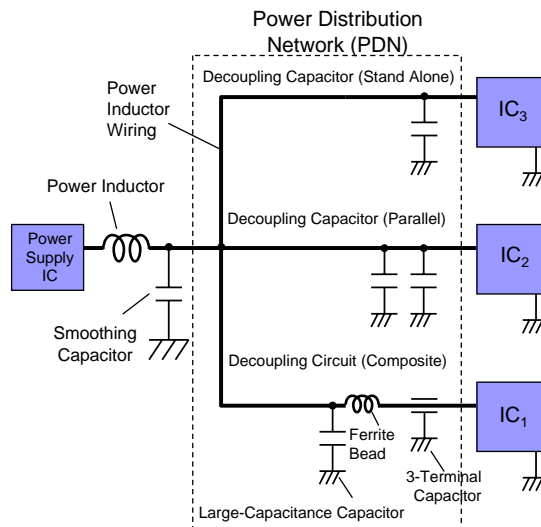 Power Distribution
Network (PDN)
Decoupling Capacitor (Stand Alone)
Power
Inductor
Wiring
IC3
Power Inductor
Decoupling Capacitor (Parallel)
Power
Supply
IC
IC2
Smoothing
Capacitor
Decoupling Circuit (Composite)
IC1
Ferrite
Bead
3-Terminal
Capacitor
Large-Capacitance Capacitor